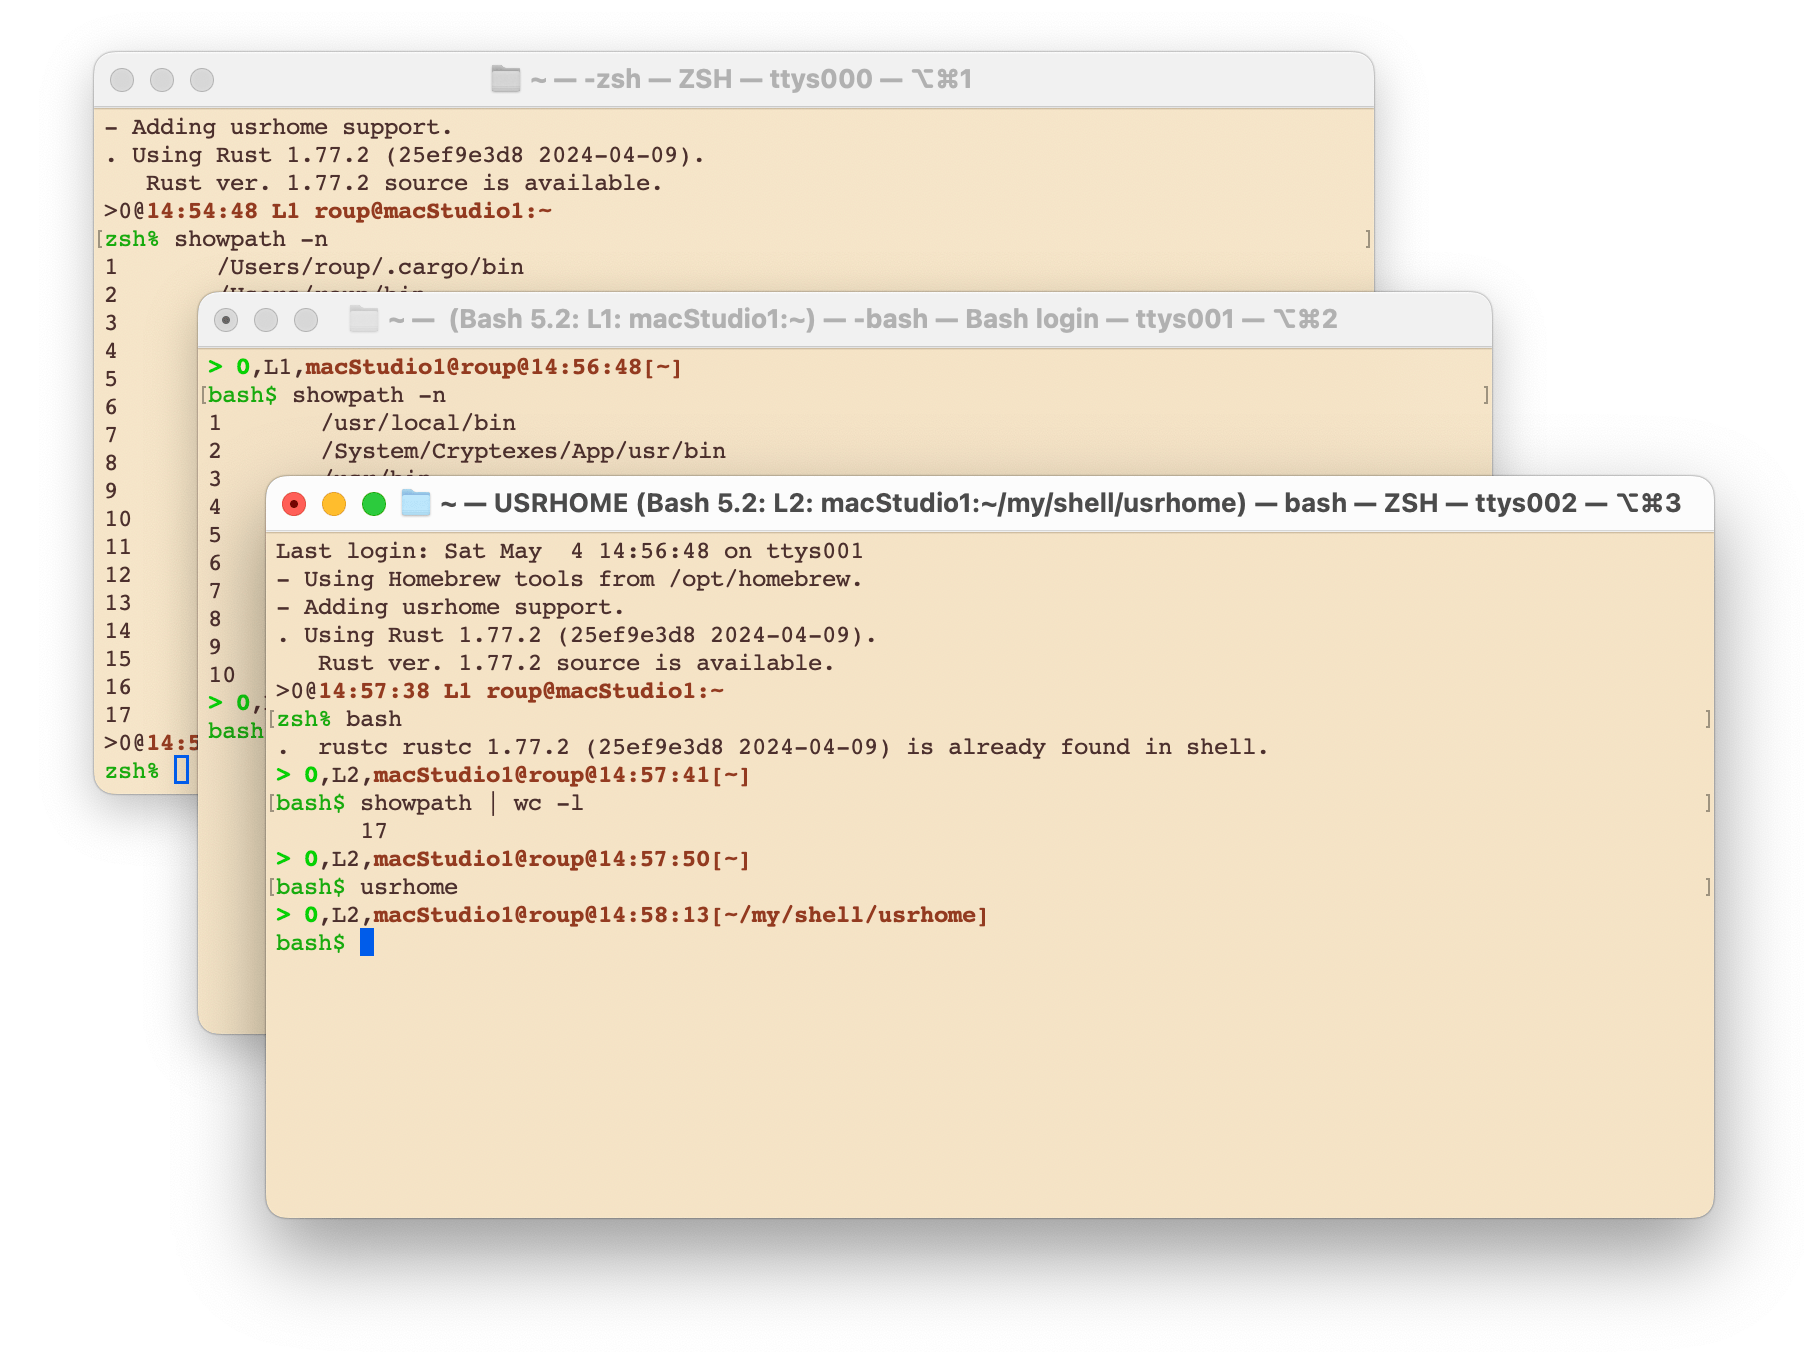 ~ — -zsh — ZSH — ttys000 — ⌥⌘1
- Adding usrhome support.
. Using Rust 1.77.2 (25ef9e3d8 2024-04-09).
   Rust ver. 1.77.2 source is available.
>0@14:54:48 L1 roup@macStudio1:~
[zsh% showpath -n ]
1       /Users/roup/.cargo/bin
2       /Users/roup/bin
3
4
5
6
7
8
9
10
11
12
13
14
15
16
17
>0@14:5
zsh%
~ — (Bash 5.2: L1: macStudio1:~) — -bash — Bash login — ttys001 — ⌥⌘2
> 0,L1,macStudio1@roup@14:56:48[~]
[bash$ showpath -n ]
1       /usr/local/bin
2       /System/Cryptexes/App/usr/bin
3       /usr/bin
4
5
6
7
8
9
10
> 0,
bash
~ — USRHOME (Bash 5.2: L2: macStudio1:~/my/shell/usrhome) — bash — ZSH — ttys002 — ⌥⌘3
Last login: Sat May  4 14:56:48 on ttys001
- Using Homebrew tools from /opt/homebrew.
- Adding usrhome support.
. Using Rust 1.77.2 (25ef9e3d8 2024-04-09).
   Rust ver. 1.77.2 source is available.
>0@14:57:38 L1 roup@macStudio1:~
[zsh% bash ]
.  rustc rustc 1.77.2 (25ef9e3d8 2024-04-09) is already found in shell.
> 0,L2,macStudio1@roup@14:57:41[~]
[bash$ showpath | wc -l ]
      17
> 0,L2,macStudio1@roup@14:57:50[~]
[bash$ usrhome ]
> 0,L2,macStudio1@roup@14:58:13[~/my/shell/usrhome]
bash$